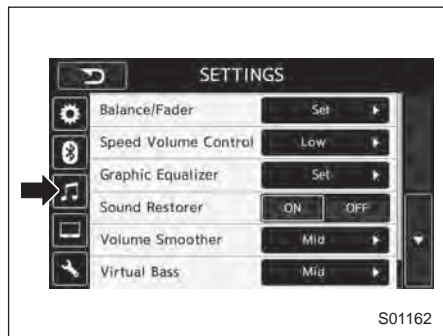 SETTINGS
Balance/Fader Set
Speed Volume Control Low
Graphic Equalizer Set
Sound Restorer ON OFF
Volume Smoother Mid
Virtual Bass Mid
S01162